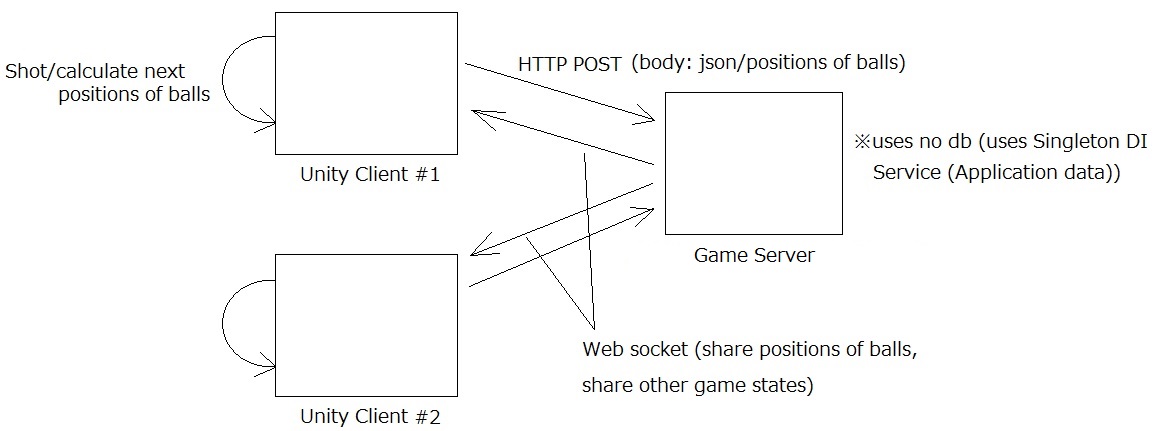 Shot/calculate next
positions of balls
Unity Client #1
HTTP POST (body: json/positions of balls)
※uses no db (uses Singleton DI
Service (Application data))
Game Server
Unity Client #2
Web socket (share positions of balls,
share other game states)